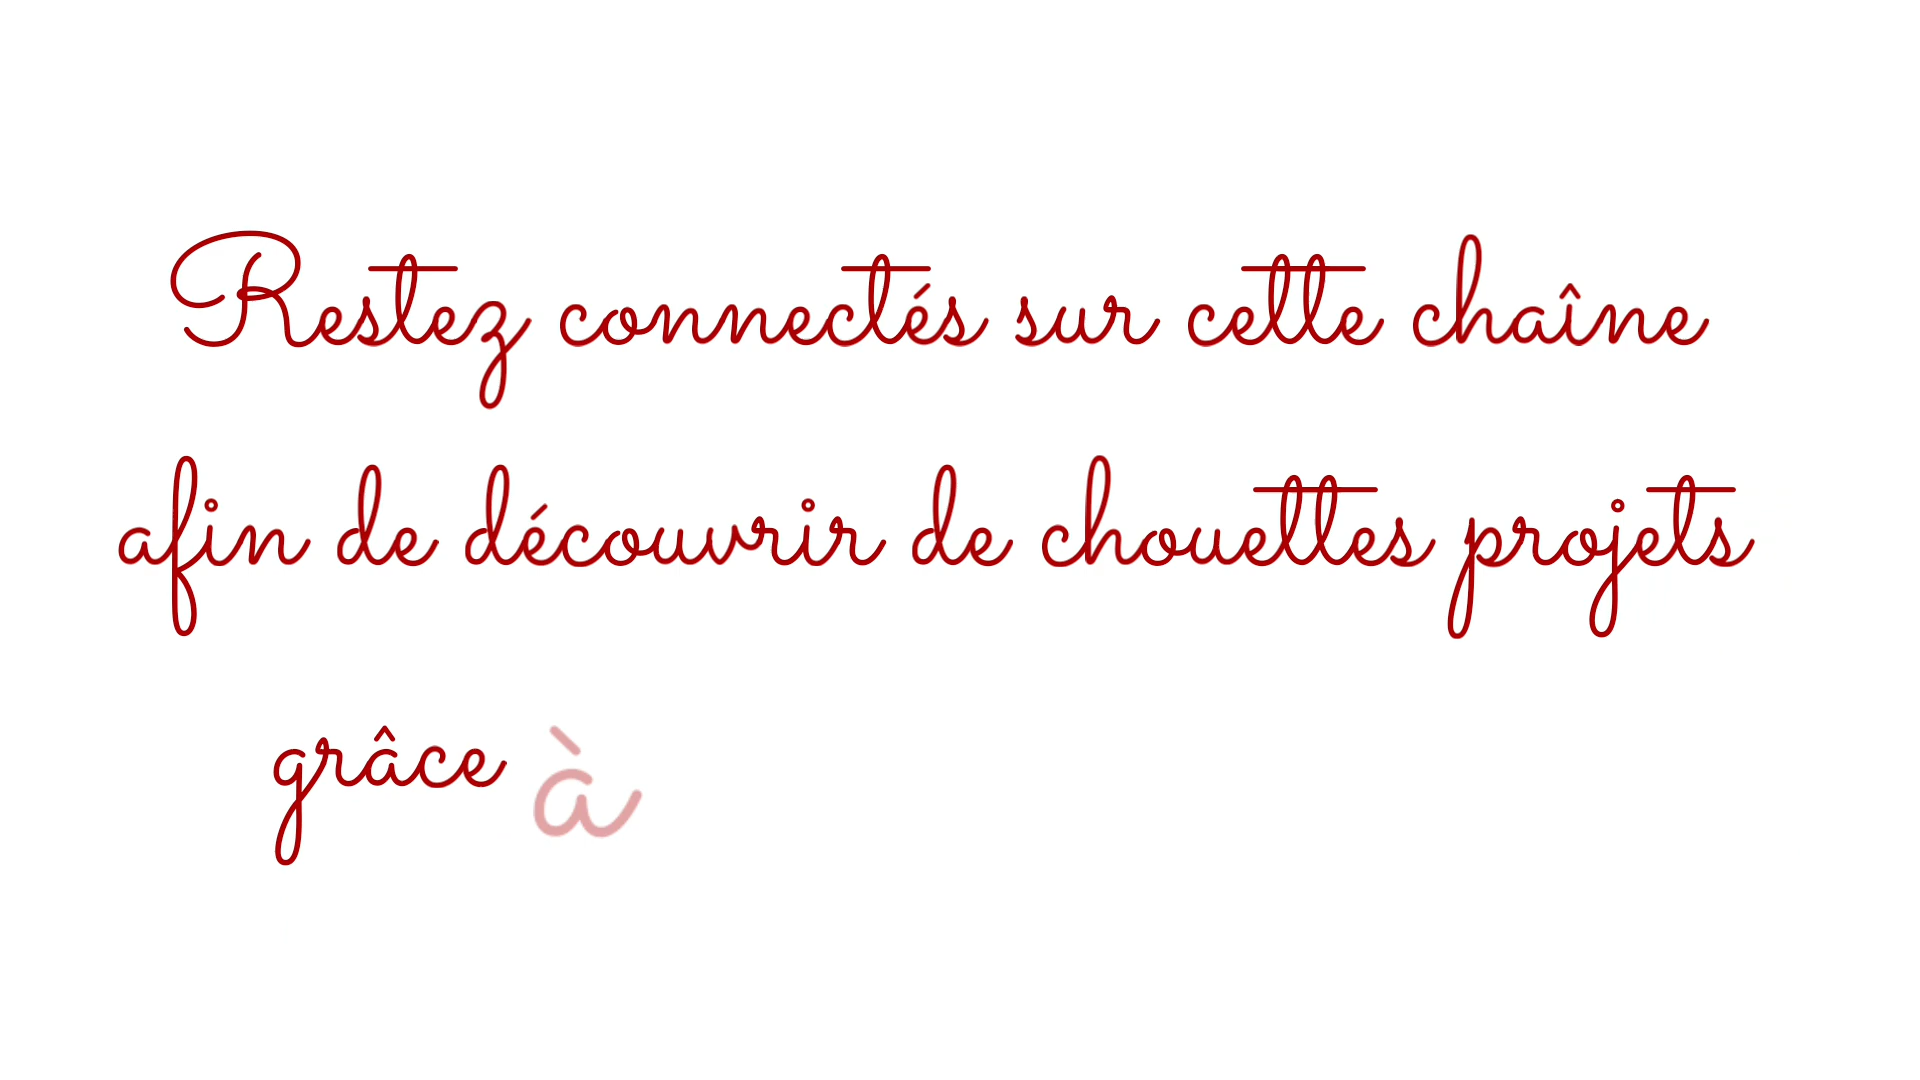 Restez connectés sur cette chaîne
afin de découvrir de chouettes projets
grâce à